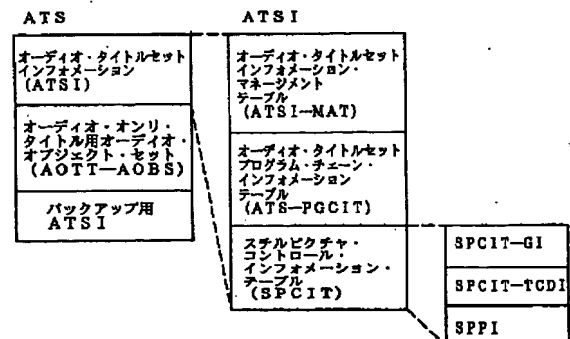 ATS
オーディオ・タイトルセット
インフォメーション
(ATSI)
オーディオ・オンリ・
タイトル用オーディオ・
オブジェクト・セット
(AOTT—AOBS)
バックアップ用
ATSI
ATSI
オーディオ・タイトルセット
インフォメーション・
マネージメント
テーブル
(ATSI—MAT)
オーディオ・タイトルセット
プログラム・チェーン・
インフォメーション
テーブル
(ATS—PGCIT)
スチルピクチャ・
コントロール・
インフォメーション・
テーブル
(SPCIT)
SPCIT—GI
SPCIT—TCDI
SPPI